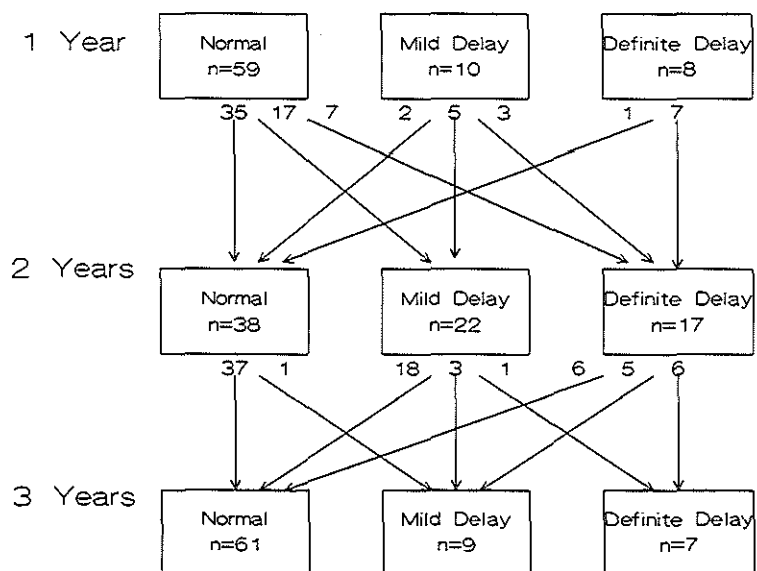 1 Year
Normal
n=59
Mild Delay
n=10
Definite Delay
n=8
35 17 7
2 5 3
1 7
2 Years
Normal
n=38
Mild Delay
n=22
Definite Delay
n=17
37 1
18 3 1
6 5 6
3 Years
Normal
n=61
Mild Delay
n=9
Definite Delay
n=7